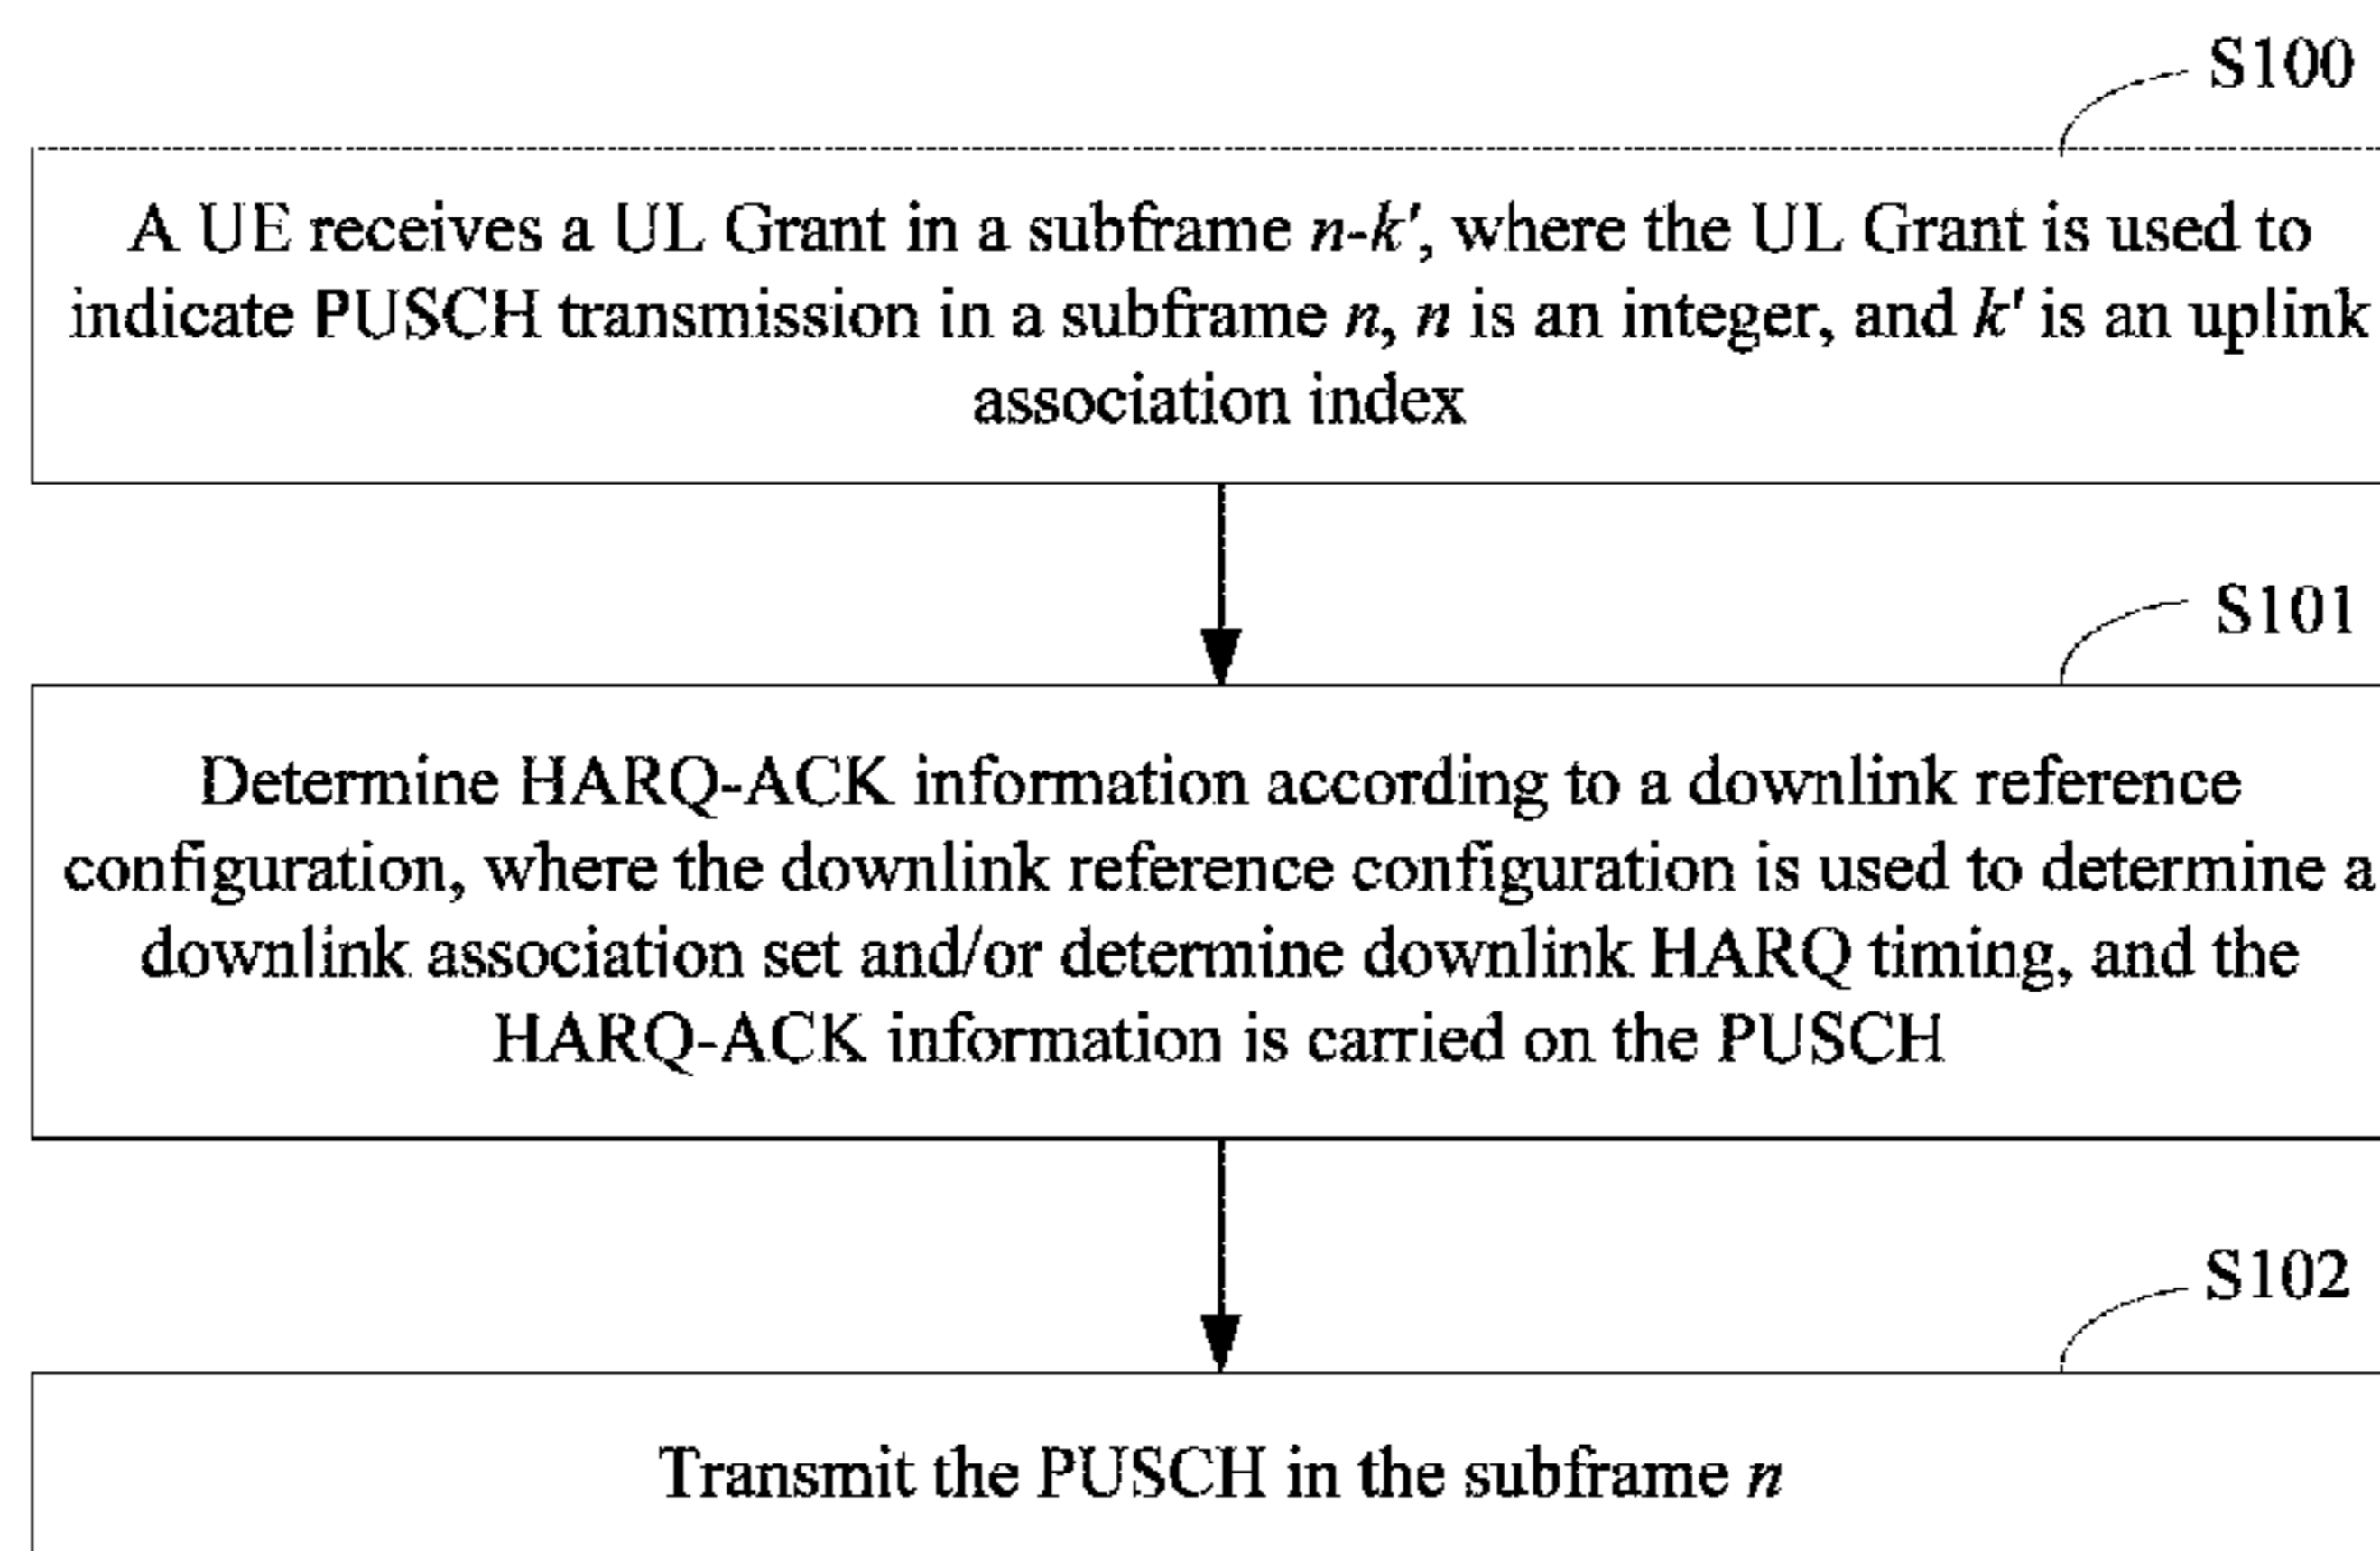 S100
A UE receives a UL Grant in a subframe n-k', where the UL Grant is used to
indicate PUSCH transmission in a subframe n, n is an integer, and k' is an uplink
association index
S101
Determine HARQ-ACK information according to a downlink reference
configuration, where the downlink reference configuration is used to determine a
downlink association set and/or determine downlink HARQ timing, and the
HARQ-ACK information is carried on the PUSCH
S102
Transmit the PUSCH in the subframe n